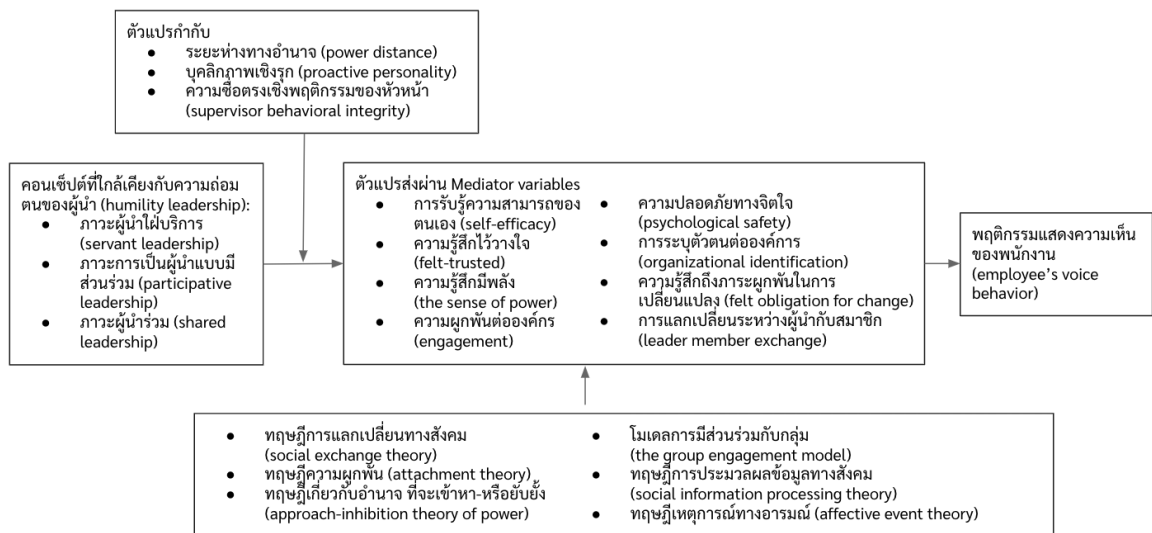 ตัวแปรกำกับ
● ระยะห่างทางอำนาจ (power distance)
● บุคลิกภาพเชิงรุก (proactive personality)
● ความซื่อตรงเชิงพฤติกรรมของหัวหน้า
(supervisor behavioral integrity)
คอนเซ็ปต์ที่ใกล้เคียงกับความถ่อม
ตนของผู้นำ (humility leadership):
● ภาวะผู้นำใฝ่บริการ
(servant leadership)
● ภาวะการเป็นผู้นำแบบมี
ส่วนร่วม (participative
leadership)
● ภาวะผู้นำร่วม (shared
leadership)
ตัวแปรส่งผ่าน Mediator variables
● การรับรู้ความสามารถของ
ตนเอง (self-efficacy)
● ความรู้สึกไว้วางใจ
(felt-trusted)
● ความรู้สึกมีพลัง
(the sense of power)
● ความผูกพันต่อองค์กร
(engagement)
● ความปลอดภัยทางจิตใจ
(psychological safety)
● การระบุตัวตนต่อองค์การ
(organizational identification)
● ความรู้สึกถึงภาระผูกพันในการ
เปลี่ยนแปลง (felt obligation for change)
● การแลกเปลี่ยนระหว่างผู้นำกับสมาชิก
(leader member exchange)
พฤติกรรมแสดงความเห็น
ของพนักงาน
(employee's voice
behavior)
● ทฤษฎีการแลกเปลี่ยนทางสังคม
(social exchange theory)
● ทฤษฎีความผูกพัน (attachment theory)
● ทฤษฎีเกี่ยวกับอำนาจ ที่จะเข้าหา-หรือยับยั้ง
(approach-inhibition theory of power)
● โมเดลการมีส่วนร่วมกับกลุ่ม
(the group engagement model)
● ทฤษฎีการประมวลผลข้อมูลทางสังคม
(social information processing theory)
● ทฤษฎีเหตุการณ์ทางอารมณ์ (affective event theory)